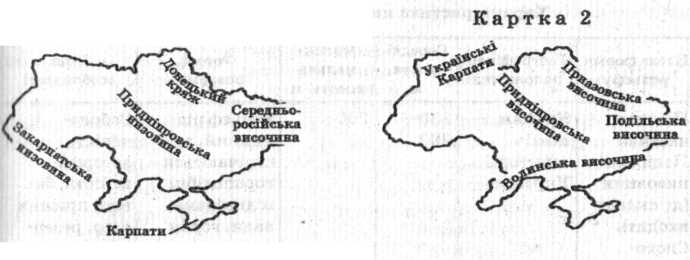 Картка 2
Донецький
кряж
Придніпровська
низовина
Середньо-
російська
височина
Закарпатська
низовина
Карпати
Українські
Карпати
Приазовська
височина
Придніпровська
височина
Подільська
височина
Волинська височина